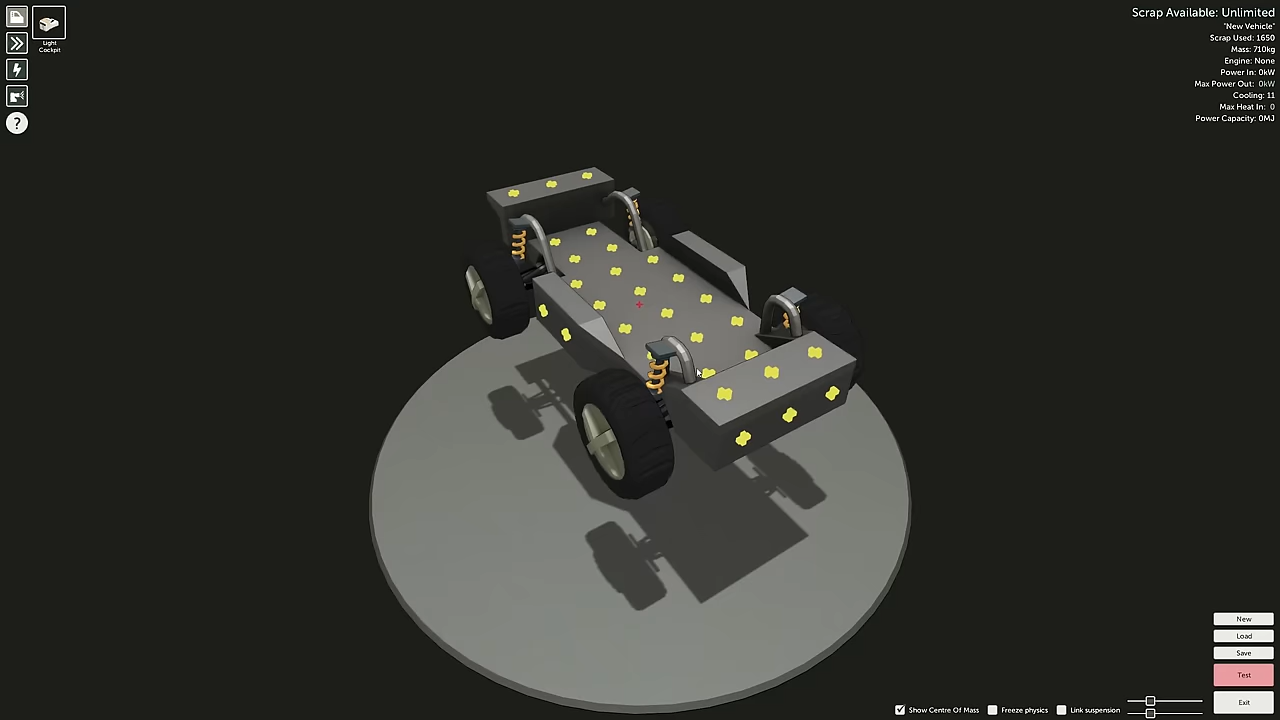 Light
Cockpit
?
Scrap Available: Unlimited
"New Vehicle"
Scrap Used: 1650
Mass: 710kg
Engine: None
Power In: 0kW
Max Power Out: 0kW
Cooling: 11
Max Heat In: 0
Power Capacity: 0MJ
New
Load
Save
Test
Exit
Show Centre Of Mass
Freeze physics
Link suspension